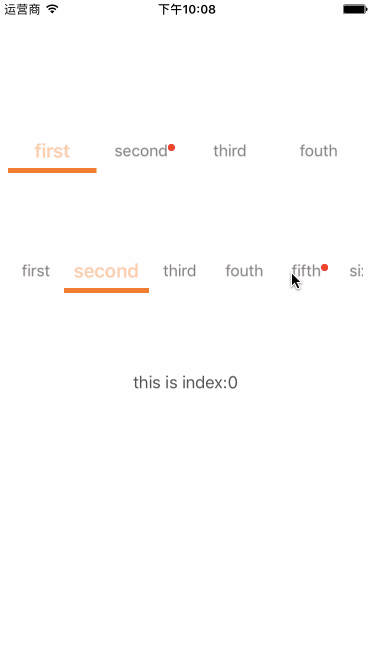 运营商 下午10:08
first second third fouth
first second third fouth fifth si
this is index:0